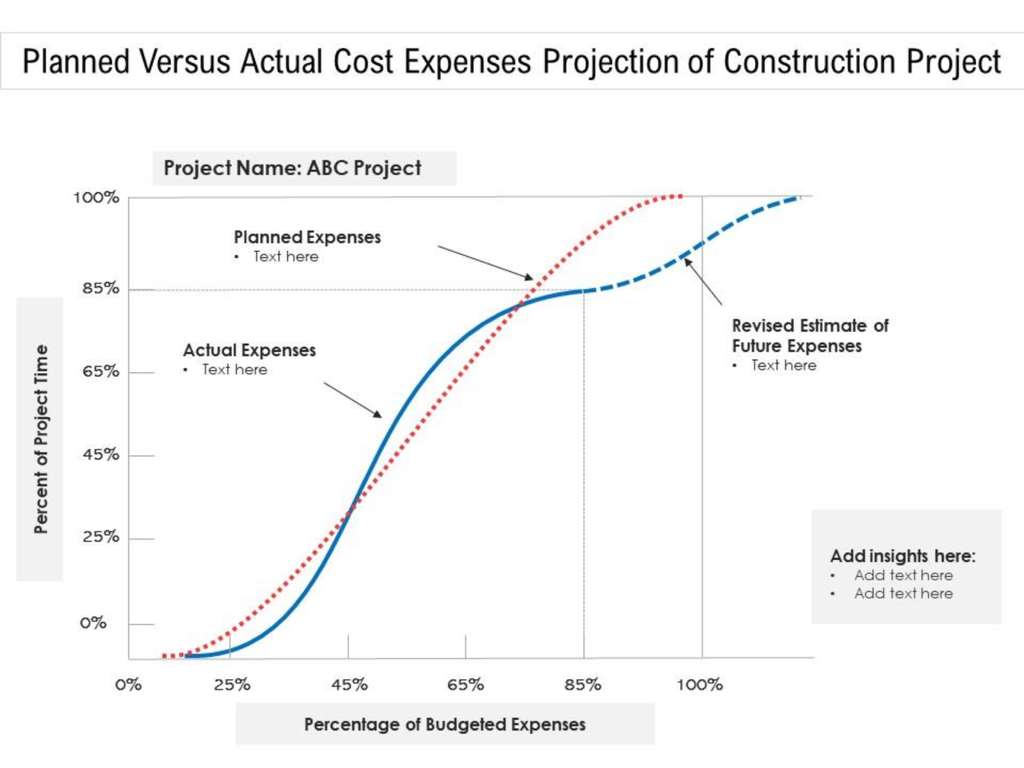 Planned Versus Actual Cost Expenses Projection of Construction Project
Project Name: ABC Project
100%
Planned Expenses
• Text here
85%
Revised Estimate of
Future Expenses
• Text here
Actual Expenses
• Text here
65%
Percent of Project Time
45%
25%
Add insights here:
• Add text here
• Add text here
0%
0% 25% 45% 65% 85% 100%
Percentage of Budgeted Expenses